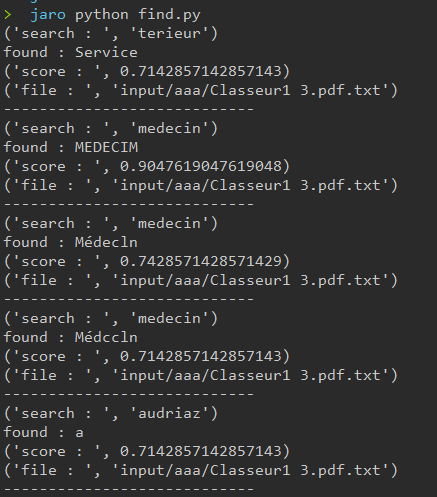 > jaro python find.py
('search : ', 'terieur')
found : Service
('score : ', 0.7142857142857143)
('file : ', 'input/aaa/Classeur1 3.pdf.txt')
----------------------------
('search : ', 'medecin')
found : MEDECIM
('score : ', 0.9047619047619048)
('file : ', 'input/aaa/Classeur1 3.pdf.txt')
----------------------------
('search : ', 'medecin')
found : Médecln
('score : ', 0.7428571428571429)
('file : ', 'input/aaa/Classeur1 3.pdf.txt')
----------------------------
('search : ', 'medecin')
found : Médccln
('score : ', 0.7142857142857143)
('file : ', 'input/aaa/Classeur1 3.pdf.txt')
----------------------------
('search : ', 'audriaz')
found : a
('score : ', 0.7142857142857143)
('file : ', 'input/aaa/Classeur1 3.pdf.txt')
----------------------------